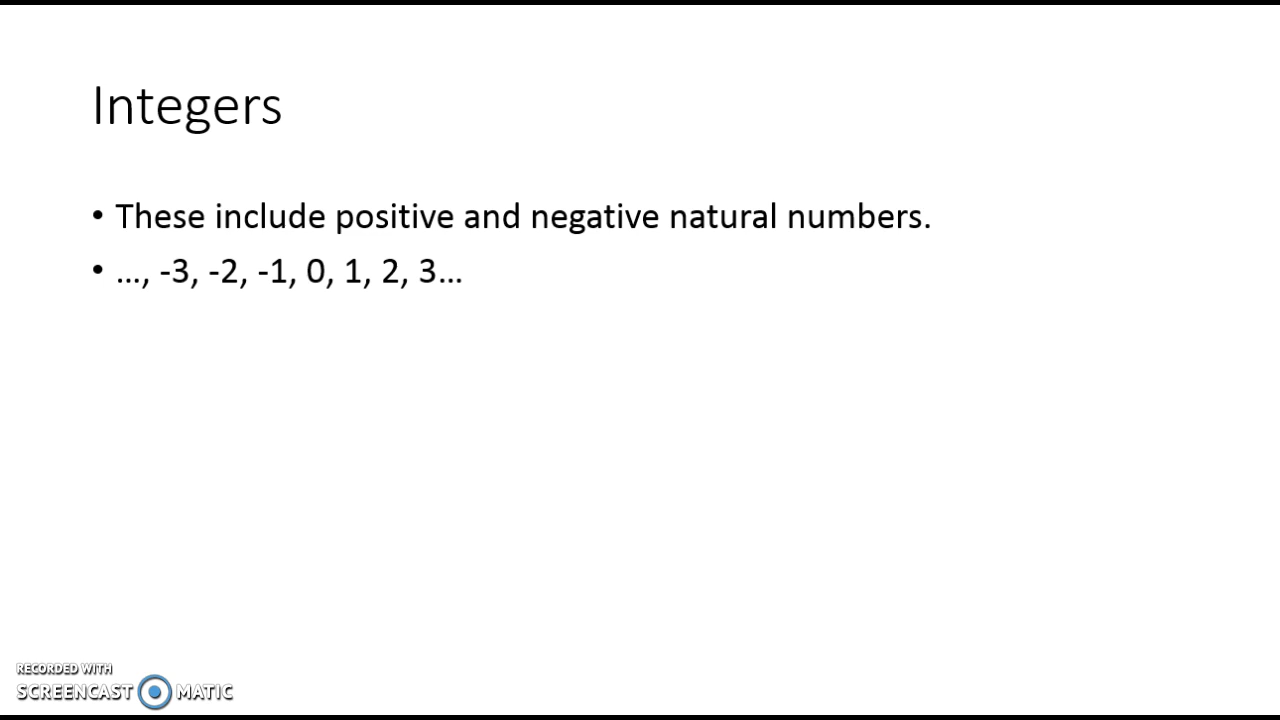 Integers
• These include positive and negative natural numbers.
• …, -3, -2, -1, 0, 1, 2, 3…
RECORDED WITH
SCREENCAST MATIC